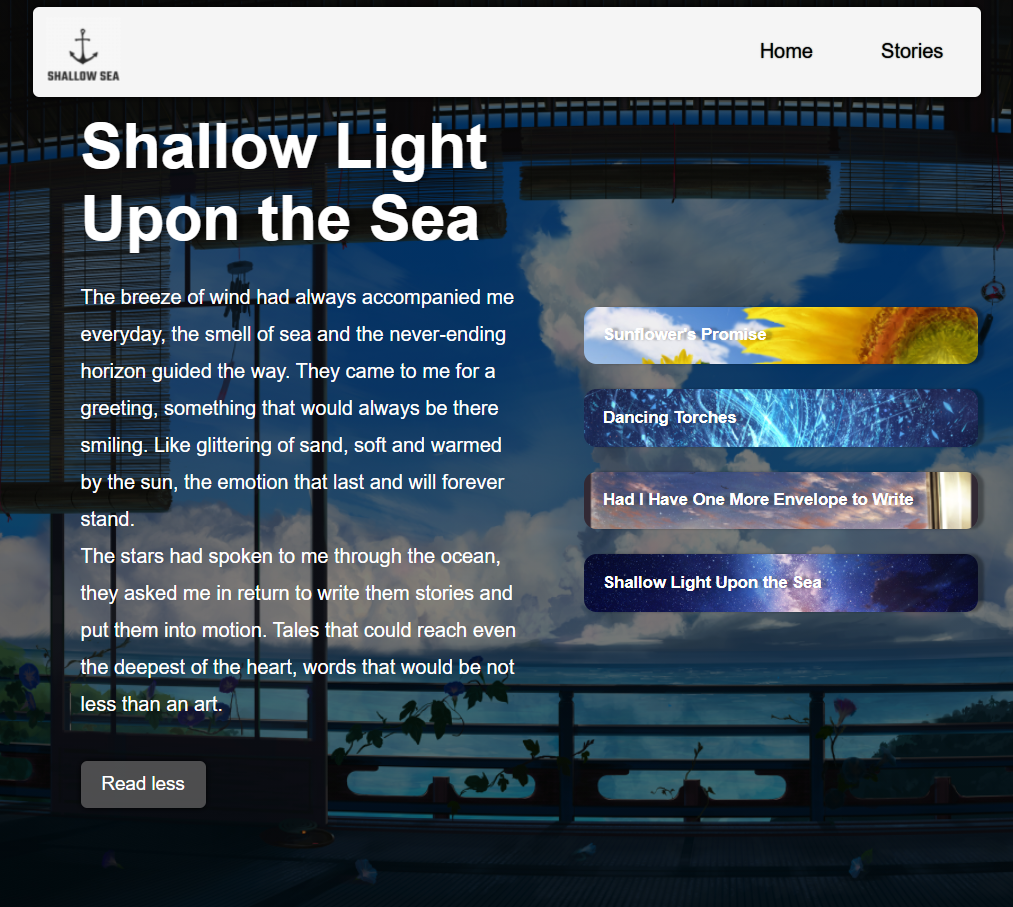 SHALLOW SEA
Home
Stories
Shallow Light
Upon the Sea
The breeze of wind had always accompanied me
everyday, the smell of sea and the never-ending
horizon guided the way. They came to me for a
greeting, something that would always be there
smiling. Like glittering of sand, soft and warmed
by the sun, the emotion that last and will forever
stand.
The stars had spoken to me through the ocean,
they asked me in return to write them stories and
put them into motion. Tales that could reach even
the deepest of the heart, words that would be not
less than an art.
Read less
Sunflower's Promise
Dancing Torches
Had I Have One More Envelope to Write
Shallow Light Upon the Sea